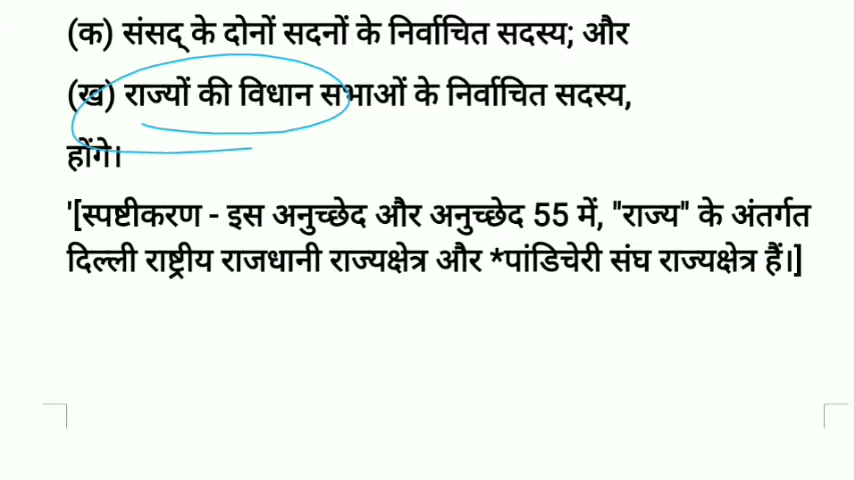 (क) संसद् के दोनों सदनों के निर्वाचित सदस्य; और
(ख) राज्यों की विधान सभाओं के निर्वाचित सदस्य,
होंगे।
'[स्पष्टीकरण - इस अनुच्छेद और अनुच्छेद 55 में, "राज्य" के अंतर्गत
दिल्ली राष्ट्रीय राजधानी राज्यक्षेत्र और *पांडिचेरी संघ राज्यक्षेत्र हैं।]